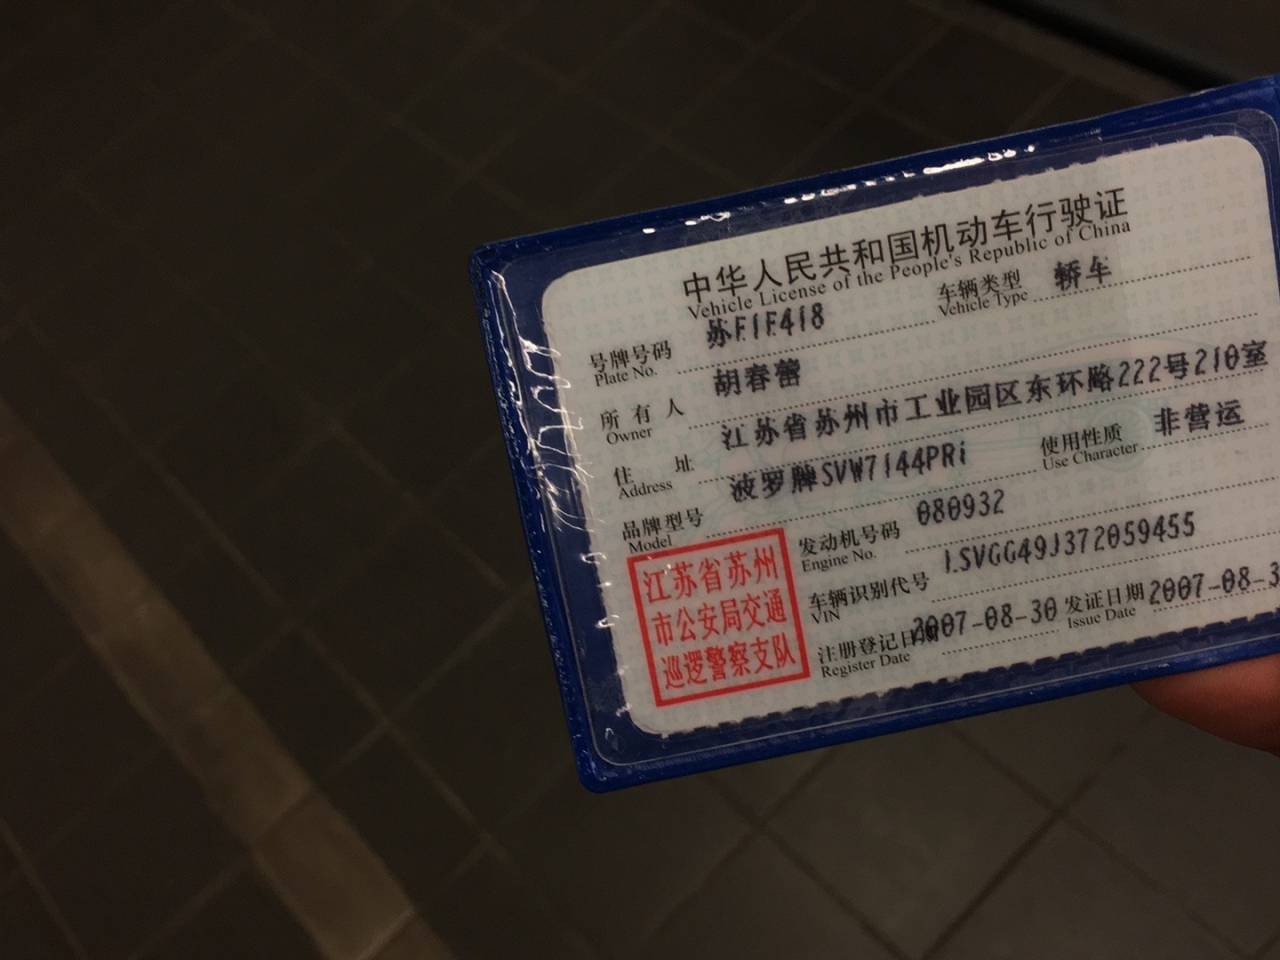 中华人民共和国机动车行驶证
Vehicle License of the People's Republic of China
号牌号码 苏F1F418 车辆类型 轿车
Plate No. Vehicle Type
所有人 胡春蕾
Owner
住址 江苏省苏州市工业园区东环路222号210室
Address
品牌型号 波罗牌SVW7144PRi 使用性质 非营运
Model Use Character
发动机号码 080932
Engine No.
车辆识别代号 LSVGG49J372059455
VIN
注册登记日期 2007-08-30 发证日期 2007-08-3
Register Date Issue Date
江苏省苏州
市公安局交通
巡逻警察支队